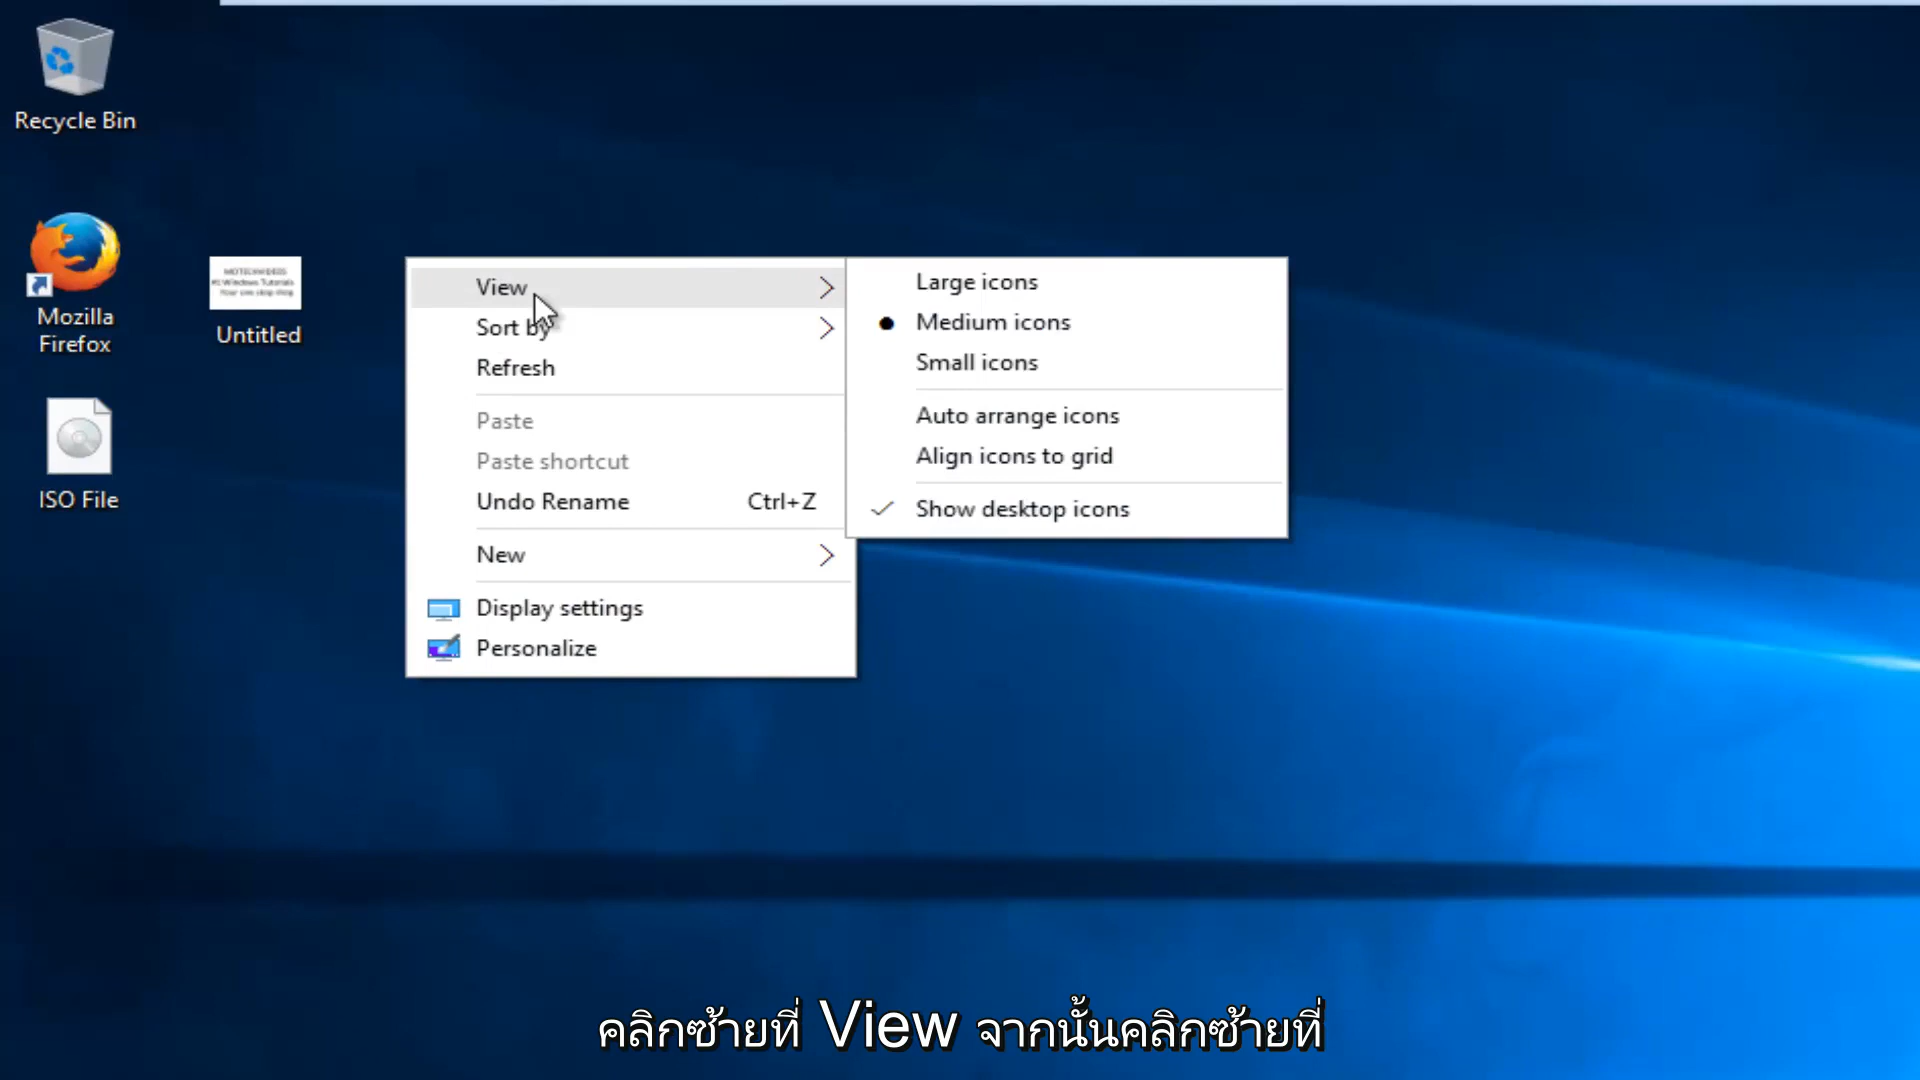 Recycle Bin
Mozilla
Firefox
Untitled
ISO File
View
Sort by
Refresh
Paste
Paste shortcut
Undo Rename Ctrl+Z
New
Display settings
Personalize
Large icons
Medium icons
Small icons
Auto arrange icons
Align icons to grid
Show desktop icons
คลิกซ้ายที่ View จากนั้นคลิกซ้ายที่